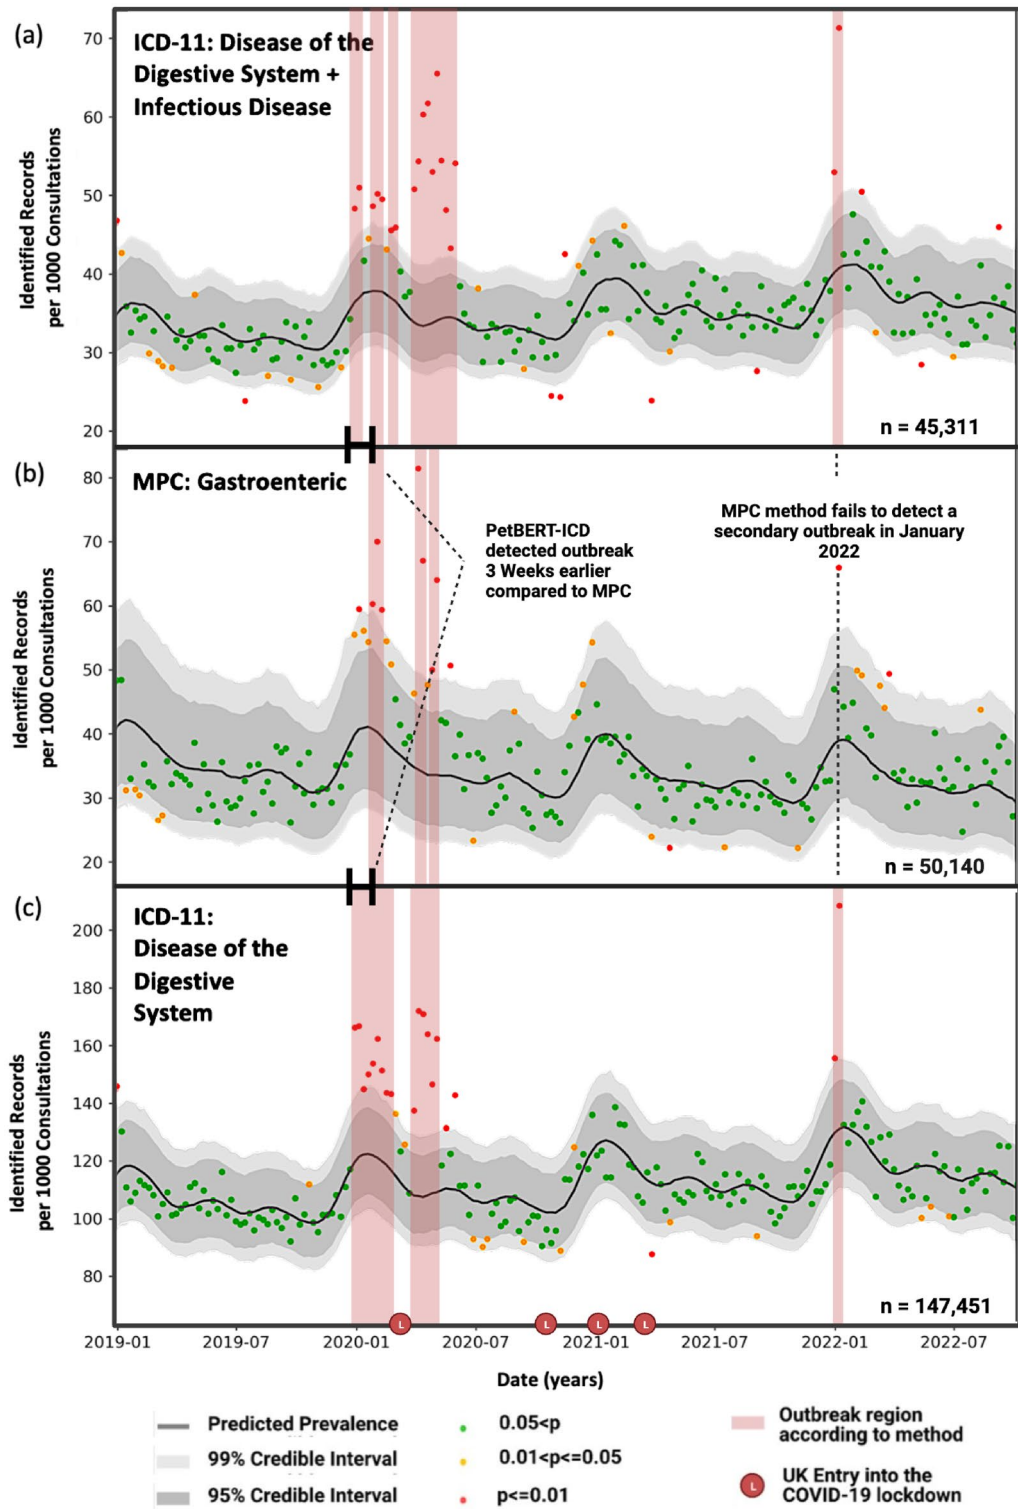 (a)
ICD-11: Disease of the
Digestive System +
Infectious Disease
Identified Records
per 1000 Consultations
70
60
50
40
30
20
n = 45,311
(b)
MPC: Gastroenteric
Identified Records
per 1000 Consultations
80
70
60
50
40
30
20
PetBERT-ICD
detected outbreak
3 Weeks earlier
compared to MPC
MPC method fails to detect a
secondary outbreak in January
2022
n = 50,140
(c)
ICD-11:
Disease of the
Digestive
System
Identified Records
per 1000 Consultations
200
180
160
140
120
100
80
n = 147,451
L L L L
2019-01 2019-07 2020-01 2020-07 2021-01 2021-07 2022-01 2022-07
Date (years)
Predicted Prevalence
99% Credible Interval
95% Credible Interval
0.05<p
0.01<p<=0.05
p<=0.01
Outbreak region
according to method
L
UK Entry into the
COVID-19 lockdown